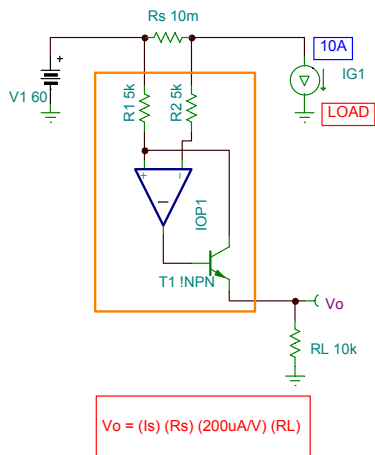 Rs 10m
10A
V1 60
R1 5k
R2 5k
IG1
LOAD
IOP1
T1 !NPN
Vo
RL 10k
Vo = (Is) (Rs) (200uA/V) (RL)